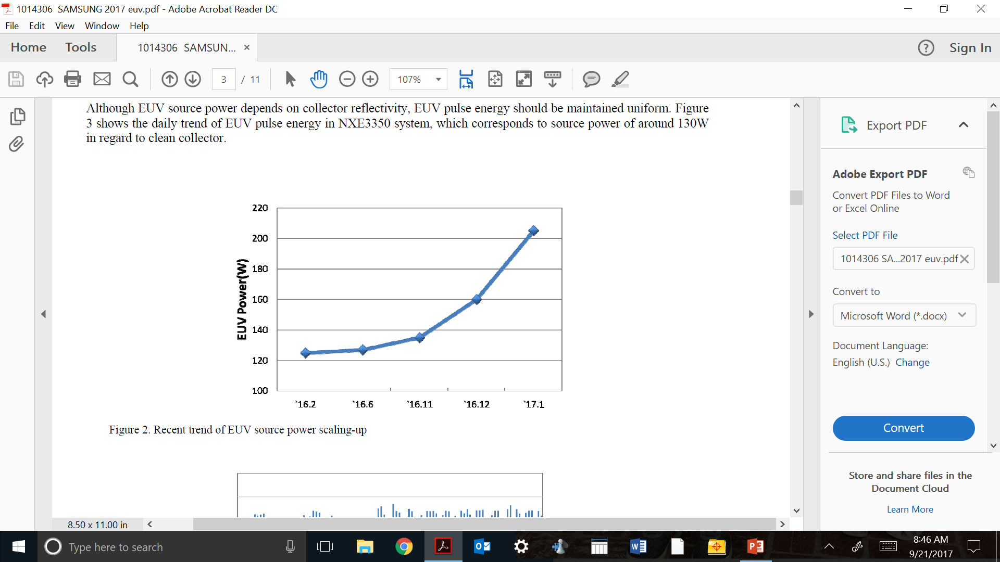 1014306  SAMSUNG 2017 euv.pdf - Adobe Acrobat Reader DC
File Edit View Window Help
Home Tools 1014306  SAMSUN... × ? Sign In
3 / 11 107%
Although EUV source power depends on collector reflectivity, EUV pulse energy should be maintained uniform. Figure
3 shows the daily trend of EUV pulse energy in NXE3350 system, which corresponds to source power of around 130W
in regard to clean collector.
EUV Power(W)
220
200
180
160
140
120
100
`16.2 `16.6 `16.11 `16.12 `17.1
Figure 2. Recent trend of EUV source power scaling-up
8.50 x 11.00 in
Export PDF
Adobe Export PDF
Convert PDF Files to Word
or Excel Online
Select PDF File
1014306 SA...2017 euv.pdf
Convert to
Microsoft Word (*.docx)
Document Language:
English (U.S.) Change
Convert
Store and share files in the
Document Cloud
Learn More
Type here to search
8:46 AM
9/21/2017